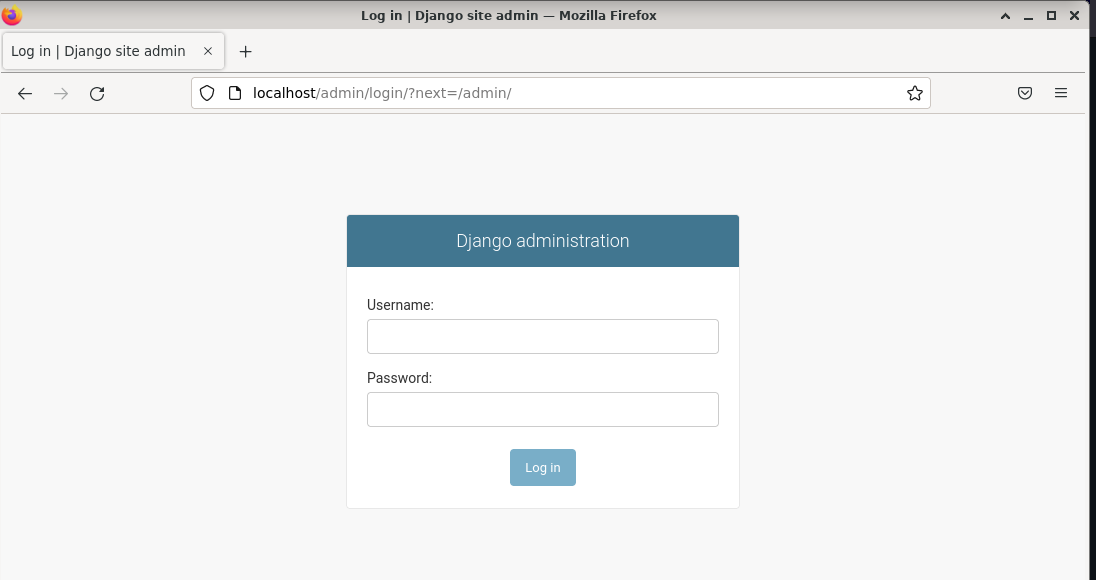 Log in | Django site admin — Mozilla Firefox
Log in | Django site admin
localhost/admin/login/?next=/admin/
Django administration
Username:
Password:
Log in